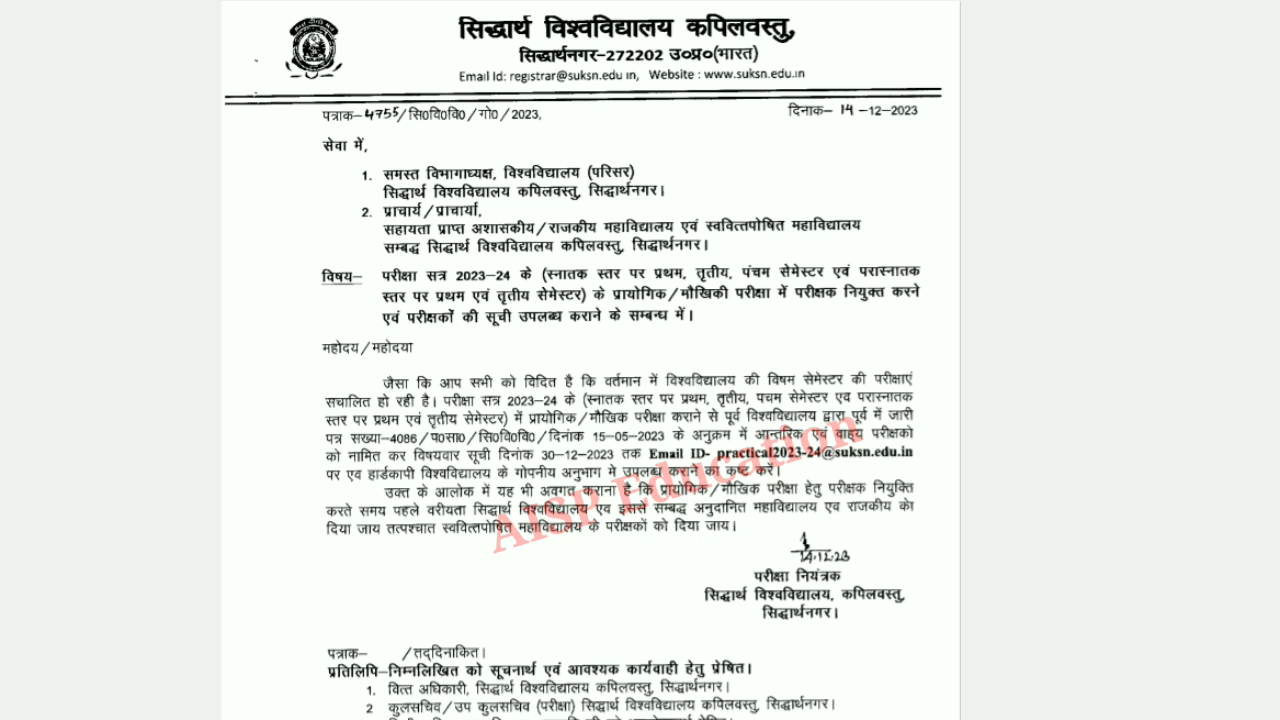 सिद्धार्थ विश्वविद्यालय कपिलवस्तु,
सिद्धार्थनगर–272202 उ०प्र०(भारत)
Email Id: registrar@suksn.edu in, Website : www.suksn.edu.in
पत्राक–4755/सि0वि0वि0/गो0/2023,
दिनाक– 14 –12–2023
सेवा में,
1. समस्त विभागाध्यक्ष, विश्वविद्यालय (परिसर)
सिद्धार्थ विश्वविद्यालय कपिलवस्तु, सिद्धार्थनगर।
2. प्राचार्य/प्राचार्या,
सहायता प्राप्त अशासकीय/राजकीय महाविद्यालय एवं स्ववित्तपोषित महाविद्यालय
सम्बद्ध सिद्धार्थ विश्वविद्यालय कपिलवस्तु, सिद्धार्थनगर।
विषय– परीक्षा सत्र 2023–24 के (स्नातक स्तर पर प्रथम, तृतीय, पंचम सेमेस्टर एवं परास्नातक
स्तर पर प्रथम एवं तृतीय सेमेस्टर) के प्रायोगिक/मौखिकी परीक्षा में परीक्षक नियुक्त करने
एवं परीक्षकों की सूची उपलब्ध कराने के सम्बन्ध में।
महोदय/महोदया
जैसा कि आप सभी को विदित है कि वर्तमान में विश्वविद्यालय की विषम सेमेस्टर की परीक्षाएं
सचालित हो रही है। परीक्षा सत्र 2023–24 के (स्नातक स्तर पर प्रथम, तृतीय, पचम सेमेस्टर एव परास्नातक
स्तर पर प्रथम एवं तृतीय सेमेस्टर) में प्रायोगिक/मौखिक परीक्षा कराने से पूर्व विश्वविद्यालय द्वारा पूर्व में जारी
पत्र सख्या–4086/प0सा0/सि0वि0वि0/दिनांक 15–05–2023 के अनुक्रम में आन्तरिक एवं वाह्य परीक्षको
को नामित कर विषयवार सूची दिनांक 30–12–2023 तक Email ID- practical2023-24@suksn.edu.in
पर एव हार्डकापी विश्वविद्यालय के गोपनीय अनुभाग मे उपलब्ध कराने का कष्ट करें।
उक्त के आलोक में यह भी अवगत कराना है कि प्रायोगिक/मौखिक परीक्षा हेतु परीक्षक नियुक्ति
करते समय पहले वरीयता सिद्धार्थ विश्वविद्यालय एव इससे सम्बद्ध अनुदानित महाविद्यालय एव राजकीय को
दिया जाय तत्पश्चात स्ववित्तपोषित महाविद्यालय के परीक्षकों को दिया जाय।
AISP Education
14.12.23
परीक्षा नियंत्रक
सिद्धार्थ विश्वविद्यालय, कपिलवस्तु,
सिद्धार्थनगर।
पत्राक– /तद्दिनाकित।
प्रतिलिपि–निम्नलिखित को सूचनार्थ एवं आवश्यक कार्यवाही हेतु प्रेषित।
1. वित्त अधिकारी, सिद्धार्थ विश्वविद्यालय कपिलवस्तु, सिद्धार्थनगर।
2 कुलसचिव/उप कुलसचिव (परीक्षा) सिद्धार्थ विश्वविद्यालय कपिलवस्तु, सिद्धार्थनगर।